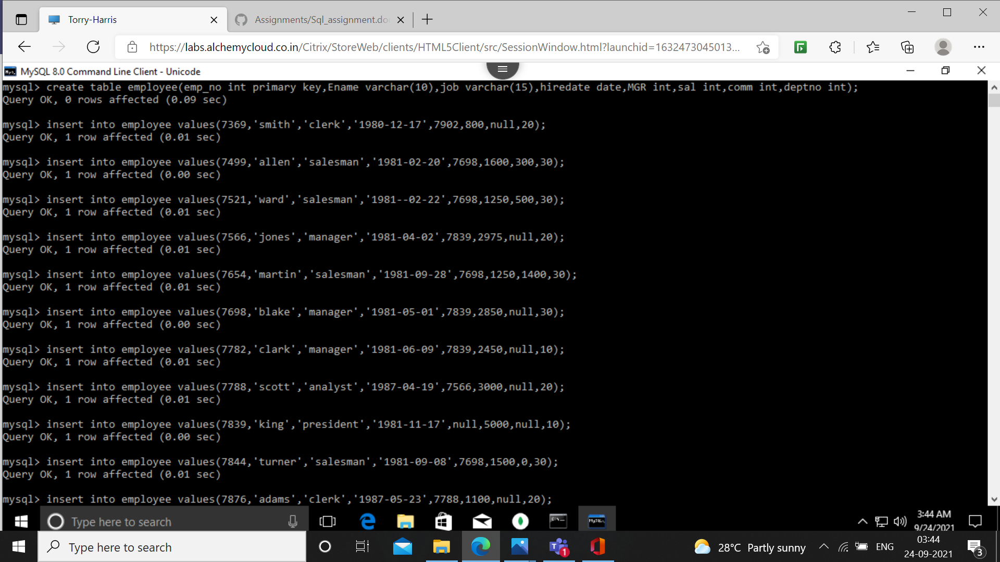 Torry-Harris
Assignments/Sql_assignment.do
https://labs.alchemycloud.co.in/Citrix/StoreWeb/clients/HTML5Client/src/SessionWindow.html?launchid=1632473045013...
MySQL 8.0 Command Line Client - Unicode
mysql> create table employee(emp_no int primary key,Ename varchar(10),job varchar(15),hiredate date,MGR int,sal int,comm int,deptno int);
Query OK, 0 rows affected (0.09 sec)
mysql> insert into employee values(7369,'smith','clerk','1980-12-17',7902,800,null,20);
Query OK, 1 row affected (0.01 sec)
mysql> insert into employee values(7499,'allen','salesman','1981-02-20',7698,1600,300,30);
Query OK, 1 row affected (0.00 sec)
mysql> insert into employee values(7521,'ward','salesman','1981--02-22',7698,1250,500,30);
Query OK, 1 row affected (0.01 sec)
mysql> insert into employee values(7566,'jones','manager','1981-04-02',7839,2975,null,20);
Query OK, 1 row affected (0.01 sec)
mysql> insert into employee values(7654,'martin','salesman','1981-09-28',7698,1250,1400,30);
Query OK, 1 row affected (0.01 sec)
mysql> insert into employee values(7698,'blake','manager','1981-05-01',7839,2850,null,30);
Query OK, 1 row affected (0.00 sec)
mysql> insert into employee values(7782,'clark','manager','1981-06-09',7839,2450,null,10);
Query OK, 1 row affected (0.01 sec)
mysql> insert into employee values(7788,'scott','analyst','1987-04-19',7566,3000,null,20);
Query OK, 1 row affected (0.01 sec)
mysql> insert into employee values(7839,'king','president','1981-11-17',null,5000,null,10);
Query OK, 1 row affected (0.00 sec)
mysql> insert into employee values(7844,'turner','salesman','1981-09-08',7698,1500,0,30);
Query OK, 1 row affected (0.01 sec)
mysql> insert into employee values(7876,'adams','clerk','1987-05-23',7788,1100,null,20);
Type here to search
3:44 AM
9/24/2021
Type here to search
1
28°C Partly sunny
ENG
03:44
24-09-2021
3